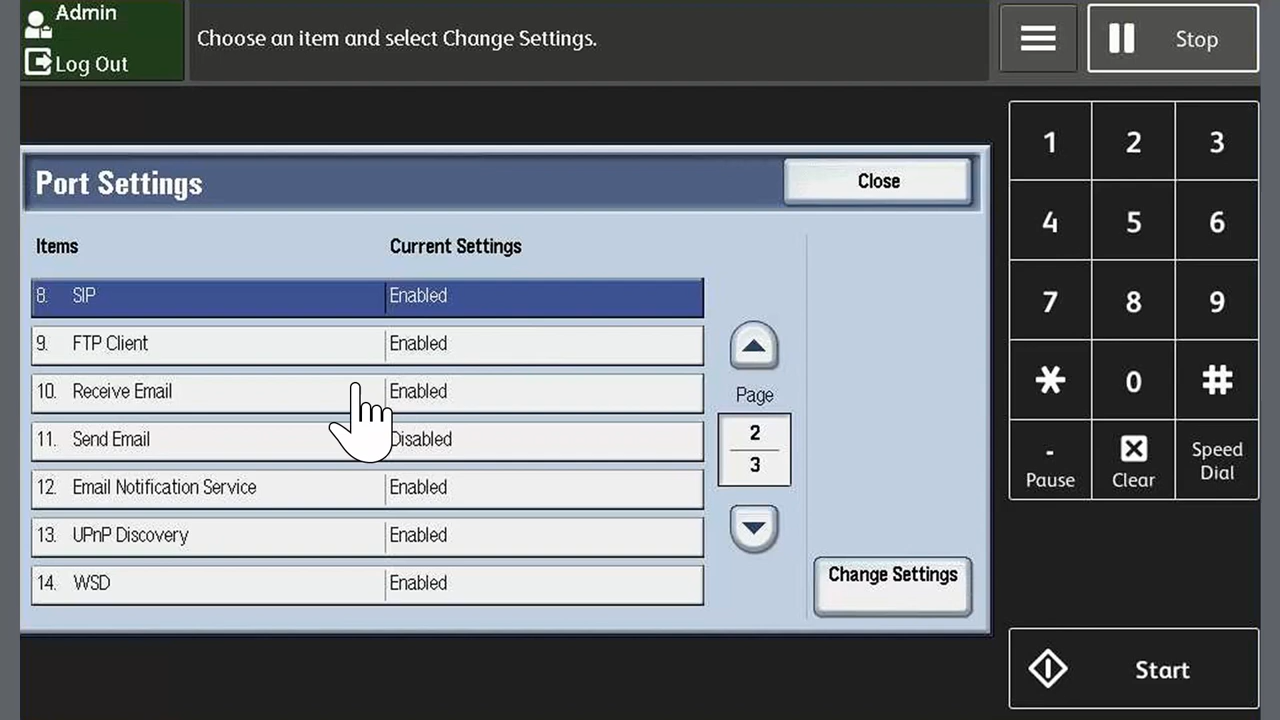 Admin
Log Out
Choose an item and select Change Settings.
Stop
Port Settings
Close
Items Current Settings
8. SIP Enabled
9. FTP Client Enabled
10. Receive Email Enabled
11. Send Email Disabled
12. Email Notification Service Enabled
13. UPnP Discovery Enabled
14. WSD Enabled
Page
2
3
Change Settings
1 2 3
4 5 6
7 8 9
* 0 #
- Pause
Clear
Speed Dial
Start